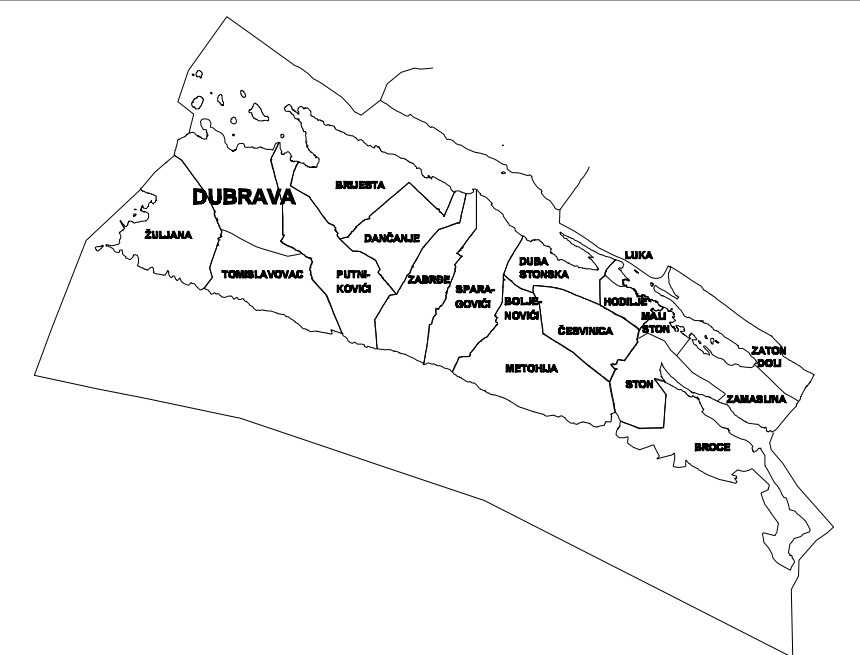 BRIJESTA
DUBRAVA
ŽULJANA
DANČANJE
TOMISLAVOVAC
PUTNI-
KOVIĆI
ZABRĐE
SPARA-
GOVIĆI
DUBA
STONSKA
LUKA
BOLJE-
NOVIĆI
HODILJE
MALI
STON
ČESVINICA
ZATON
DOLI
METOHIJA
STON
ZAMASLINA
BROCE